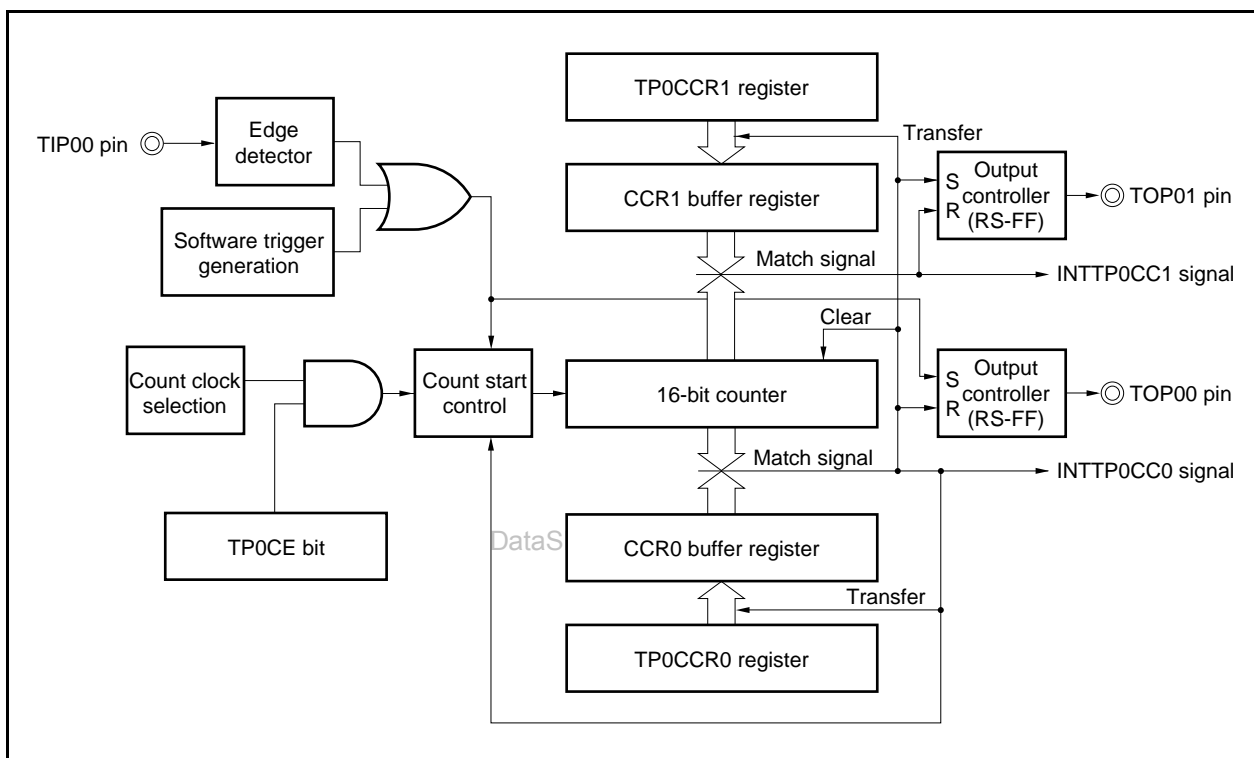 TP0CCR1 register
TIP00 pin
Edge
detector
Transfer
Output
controller
(RS-FF)
S
R
TOP01 pin
CCR1 buffer register
Software trigger
generation
Match signal
INTTP0CC1 signal
Clear
Count clock
selection
Count start
control
16-bit counter
Output
controller
(RS-FF)
S
R
TOP00 pin
Match signal
INTTP0CC0 signal
TP0CE bit
DataS
CCR0 buffer register
Transfer
TP0CCR0 register